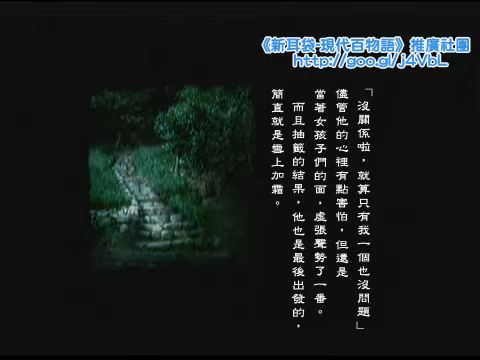 《新耳袋-現代百物語》推廣社團
http://goo.gl/j4VbL
「沒關係啦，就算只有我一個也沒問題」
儘管他的心裡有點害怕，但還是
當著女孩子們的面，虛張聲勢了一番。
而且抽籤的結果，他也是最後出發的，
簡直就是雪上加霜。